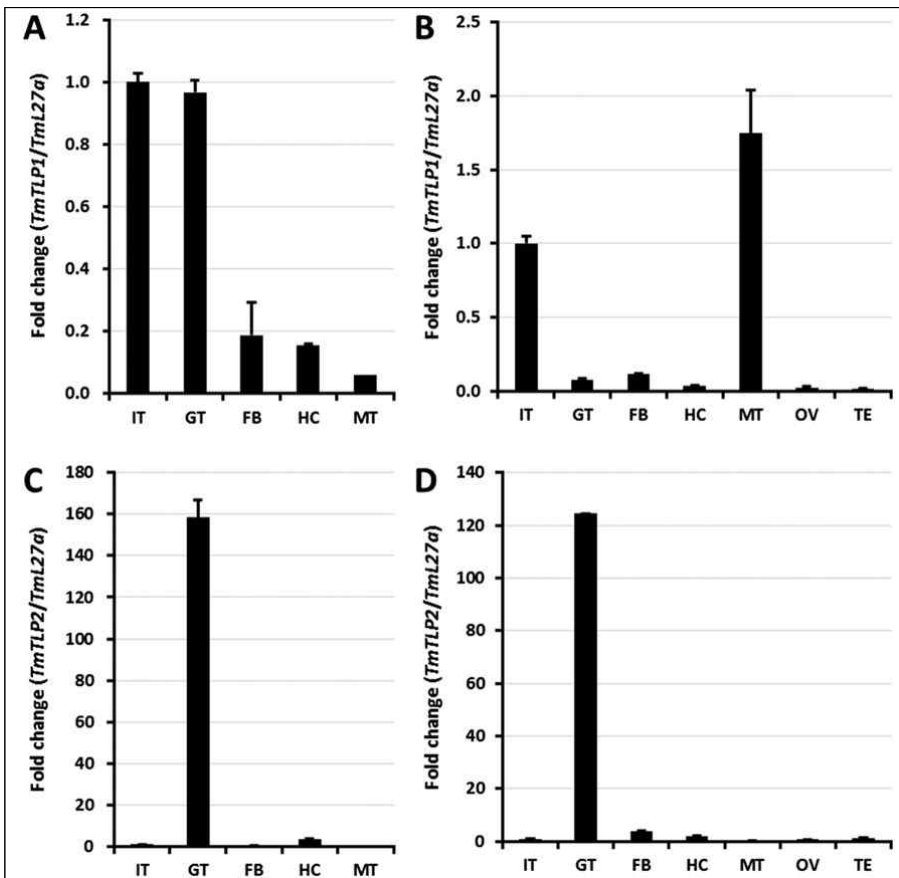 A
Fold change (TmTLP1/TmL27a)
1.2
1.0
0.8
0.6
0.4
0.2
0.0
IT GT FB HC MT
B
Fold change (TmTLP1/TmL27a)
2.5
2.0
1.5
1.0
0.5
0.0
IT GT FB HC MT OV TE
C
Fold change (TmTLP2/TmL27a)
180
160
140
120
100
80
60
40
20
0
IT GT FB HC MT
D
Fold change (TmTLP2/TmL27a)
140
120
100
80
60
40
20
0
IT GT FB HC MT OV TE